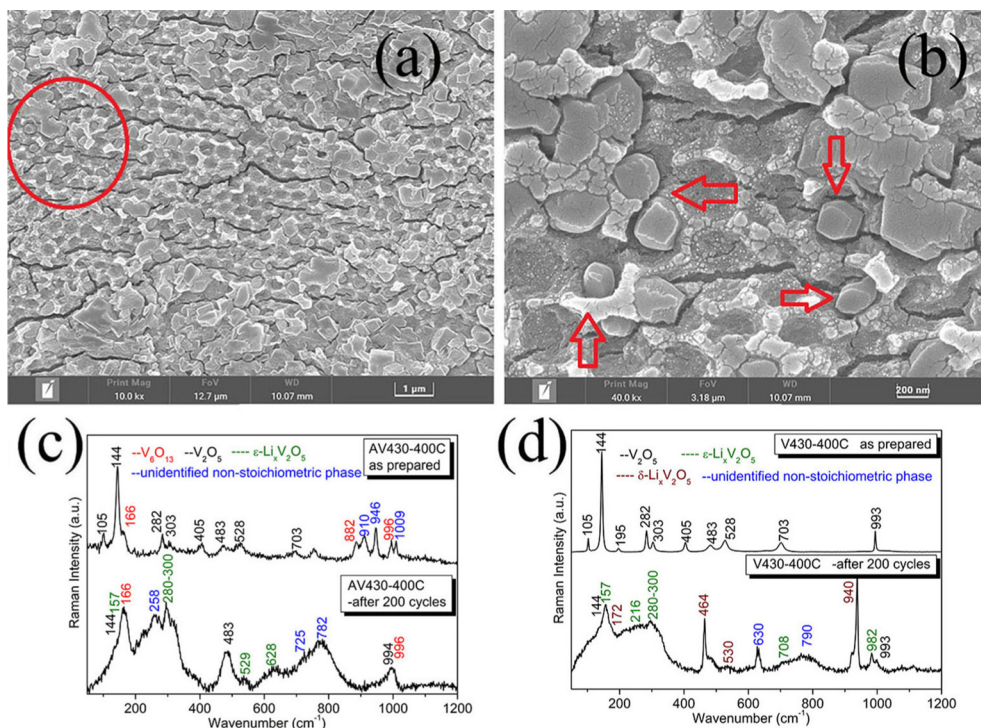 (a)
Print Mag
FoV
WD
10.0 kx
12.7 µm
10.07 mm
1 µm
(b)
Print Mag
FoV
WD
40.0 kx
3.18 µm
10.07 mm
200 nm
(c)
V6O13 ---- V2O5 ---- ε-LixV2O5
--unidentified non-stoichiometric phase
AV430-400C
as prepared
144
105
166
282
303
405
483
528
703
882
910
946
996
1009
AV430-400C
-after 200 cycles
144
157
166
258
280-300
483
529
628
725
782
994
996
Raman Intensity (a.u.)
200 400 600 800 1000 1200
Wavenumber (cm-1)
(d)
V430-400C as prepared
---- V2O5 ---- ε-LixV2O5
---- δ-LixV2O5 --unidentified non-stoichiometric phase
144
105
195
282
303
405
483
528
703
993
V430-400C -after 200 cycles
144
157
172
216
280-300
464
530
630
708
790
940
982
993
Raman Intensity (a.u.)
200 400 600 800 1000 1200
Wavenumber (cm-1)